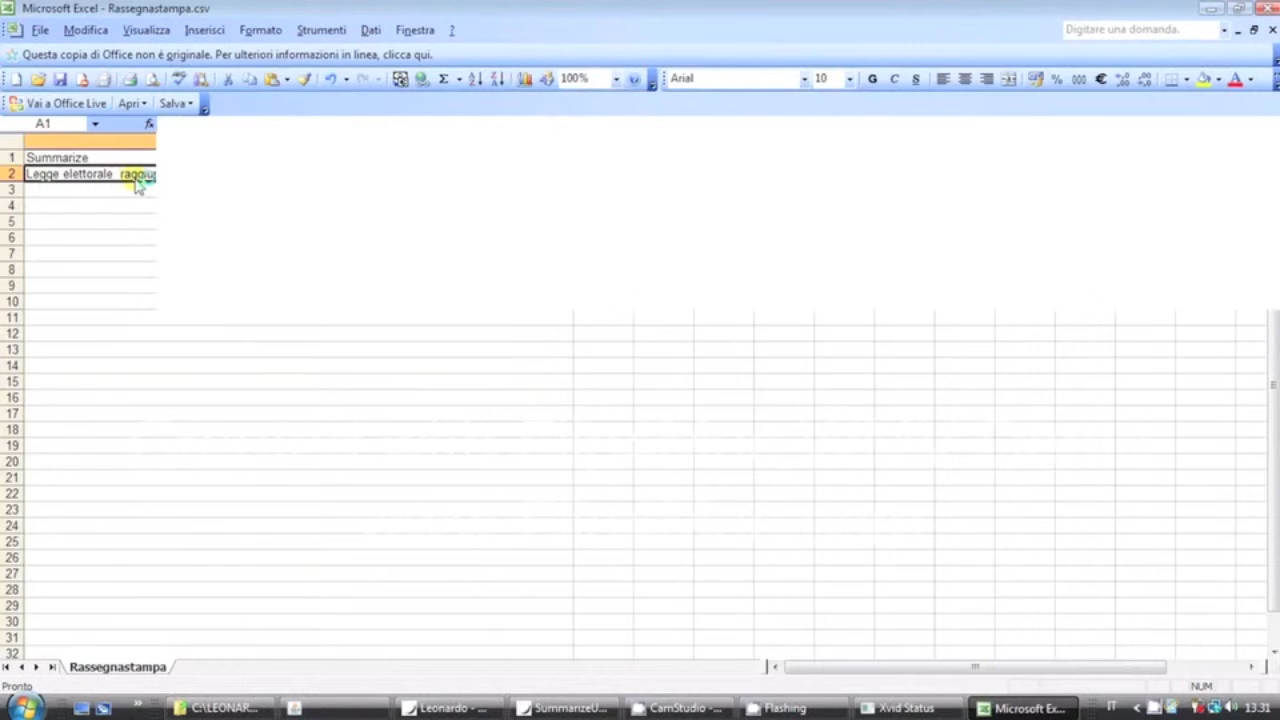 Microsoft Excel - Rassegnastampa.csv
File Modifica Visualizza Inserisci Formato Strumenti Dati Finestra ? Digitare una domanda.
Questa copia di Office non è originale. Per ulteriori informazioni in linea, clicca qui.
100% Arial 10 G C S % 000 €
Vai a Office Live Apri Salva
A1 fx
1 Summarize
2 Legge elettorale
3
4
5
6
7
8
9
10
11
12
13
14
15
16
17
18
19
20
21
22
23
24
25
26
27
28
29
30
31
32
Rassegnastampa
Pronto NUM
C:\LEONAR... Leonardo - ... SummarizeU... CamStudio -... Flashing Xvid Status Microsoft Ex... IT 13.31